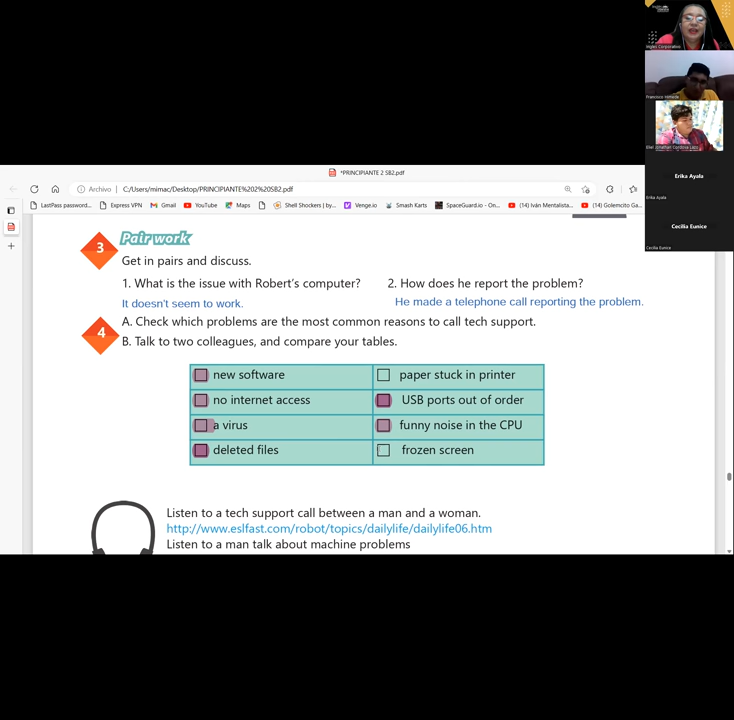 Ingles Corporativo
*PRINCIPIANTE 2 SB2.pdf
Archivo | C:/Users/mimac/Desktop/PRINCIPIANTE%202%20SB2.pdf
LastPass password... Express VPN Gmail YouTube Maps Shell Shockers | by... Venge.io Smash Karts SpaceGuard.io - On... (14) Iván Mentalista... (14) Golemcito Ga...
Erika Ayala
Erika Ayala
Cecilia Eunice
Cecilia Eunice
3 Pair work
Get in pairs and discuss.
1. What is the issue with Robert's computer? 2. How does he report the problem?
It doesn't seem to work. He made a telephone call reporting the problem.
4 A. Check which problems are the most common reasons to call tech support.
B. Talk to two colleagues, and compare your tables.
new software paper stuck in printer
no internet access USB ports out of order
a virus funny noise in the CPU
deleted files frozen screen
Listen to a tech support call between a man and a woman.
http://www.eslfast.com/robot/topics/dailylife/dailylife06.htm
Listen to a man talk about machine problems